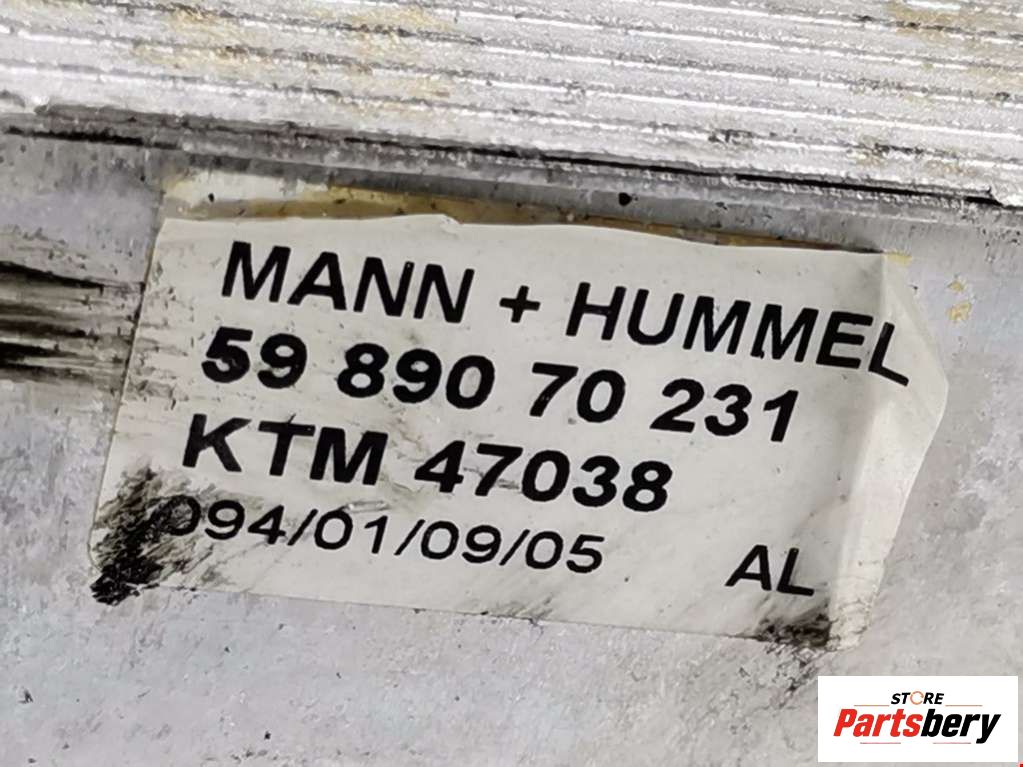 MANN + HUMMEL
59 890 70 231
KTM 47038
094/01/09/05 AL
STORE
Partsbery